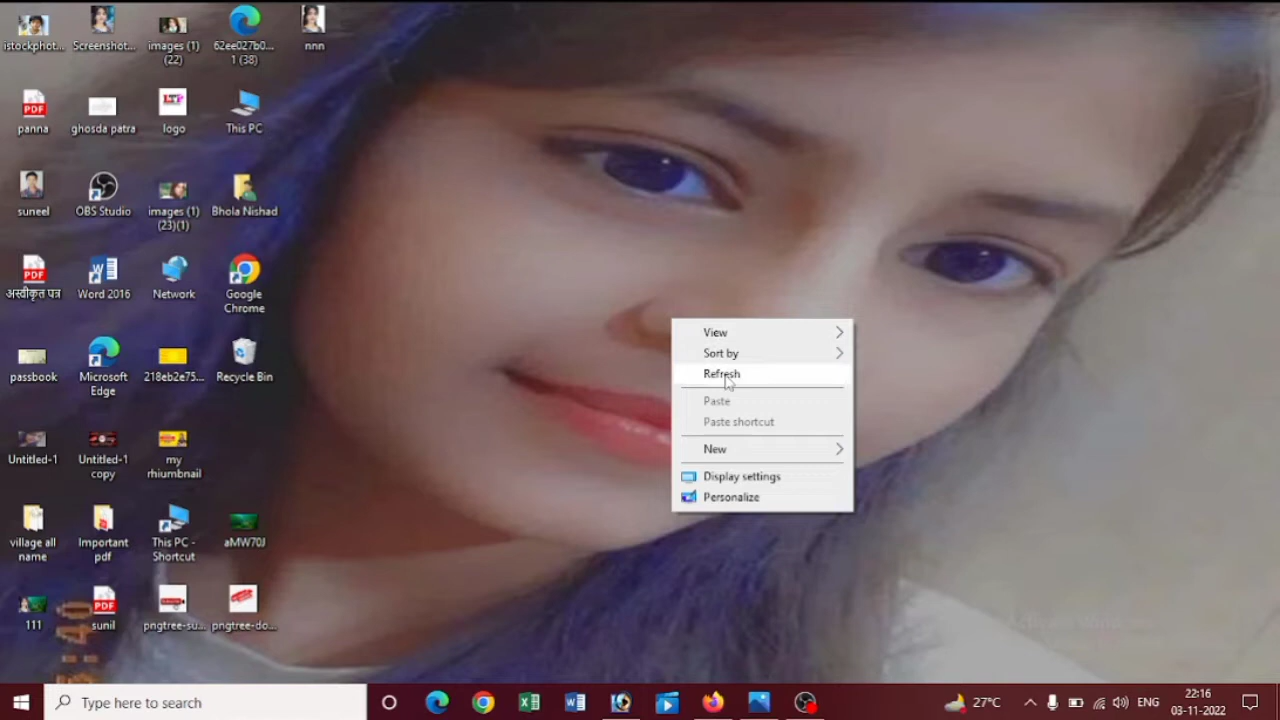 istockphot...
Screenshot...
images (1)
(22)
62ee027b0...
1 (38)
nnn
PDF
panna
ghosda patra
logo
This PC
suneel
OBS Studio
images (1)
(23)(1)
Bhola Nishad
PDF
अस्वीकृत पत्र
Word 2016
Network
Google
Chrome
passbook
Microsoft
Edge
218eb2e75...
Recycle Bin
Untitled-1
Untitled-1
copy
my
rhiumbnail
village all
name
Important
pdf
This PC -
Shortcut
aMW70J
111
PDF
sunil
pngtree-su...
pngtree-do...
View
Sort by
Refresh
Paste
Paste shortcut
New
Display settings
Personalize
Type here to search
27°C
ENG
22:16
03-11-2022